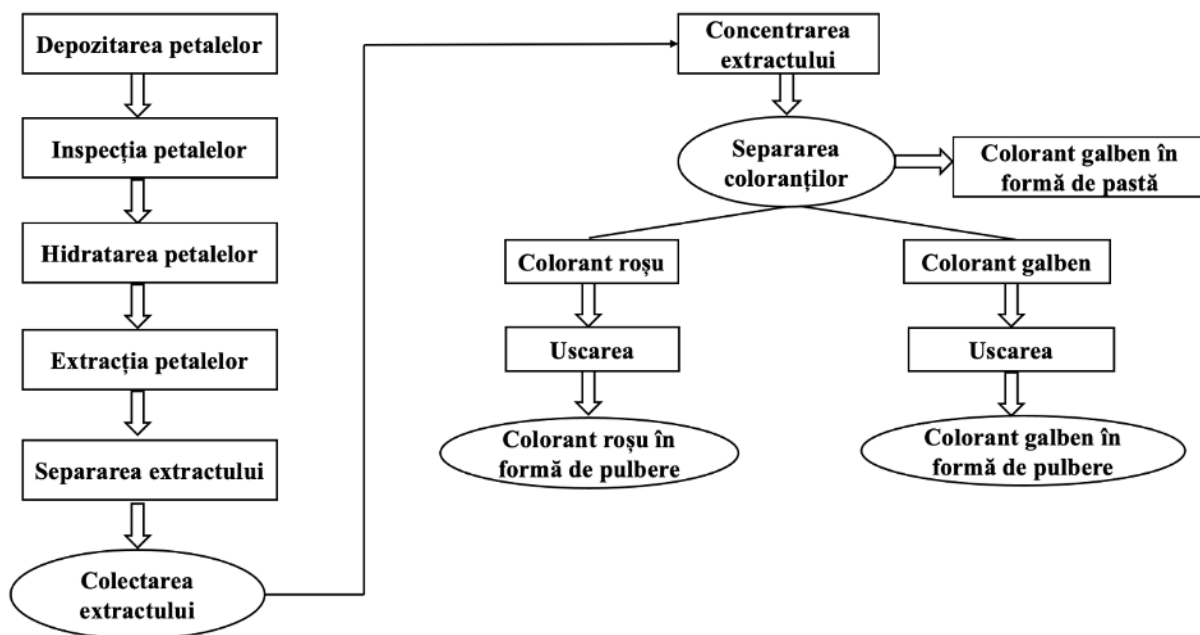 Depozitarea petalelor
Inspecția petalelor
Hidratarea petalelor
Extracția petalelor
Separarea extractului
Colectarea
extractului
Concentrarea
extractului
Separarea
coloranților
Colorant galben în
formă de pastă
Colorant roșu
Uscarea
Colorant roșu în
formă de pulbere
Colorant galben
Uscarea
Colorant galben în
formă de pulbere